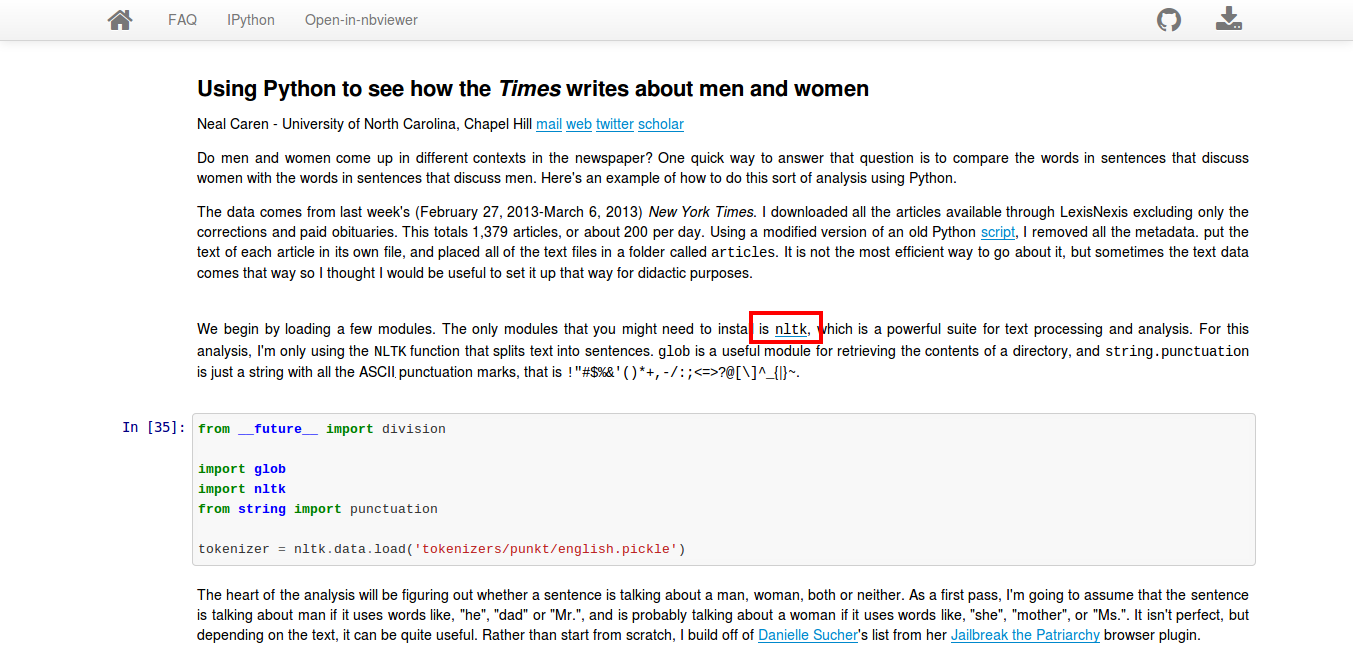 FAQ IPython Open-in-nbviewer
Using Python to see how the Times writes about men and women
Neal Caren - University of North Carolina, Chapel Hill mail web twitter scholar
Do men and women come up in different contexts in the newspaper? One quick way to answer that question is to compare the words in sentences that discuss
women with the words in sentences that discuss men. Here's an example of how to do this sort of analysis using Python.
The data comes from last week's (February 27, 2013-March 6, 2013) New York Times. I downloaded all the articles available through LexisNexis excluding only the
corrections and paid obituaries. This totals 1,379 articles, or about 200 per day. Using a modified version of an old Python script, I removed all the metadata. put the
text of each article in its own file, and placed all of the text files in a folder called articles. It is not the most efficient way to go about it, but sometimes the text data
comes that way so I thought I would be useful to set it up that way for didactic purposes.
We begin by loading a few modules. The only modules that you might need to install is nltk, which is a powerful suite for text processing and analysis. For this
analysis, I'm only using the NLTK function that splits text into sentences. glob is a useful module for retrieving the contents of a directory, and string.punctuation
is just a string with all the ASCII punctuation marks, that is !"#$%&'()*+,-/:;<=>?@[\]^_{|}~.
In [35]: from __future__ import division
import glob
import nltk
from string import punctuation
tokenizer = nltk.data.load('tokenizers/punkt/english.pickle')
The heart of the analysis will be figuring out whether a sentence is talking about a man, woman, both or neither. As a first pass, I'm going to assume that the sentence
is talking about man if it uses words like, "he", "dad" or "Mr.", and is probably talking about a woman if it uses words like, "she", "mother", or "Ms.". It isn't perfect, but
depending on the text, it can be quite useful. Rather than start from scratch, I build off of Danielle Sucher's list from her Jailbreak the Patriarchy browser plugin.